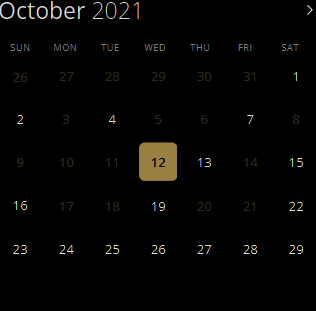 October 2021 >
SUN MON TUE WED THU FRI SAT
26 27 28 29 30 31 1
2 3 4 5 6 7 8
9 10 11 12 13 14 15
16 17 18 19 20 21 22
23 24 25 26 27 28 29